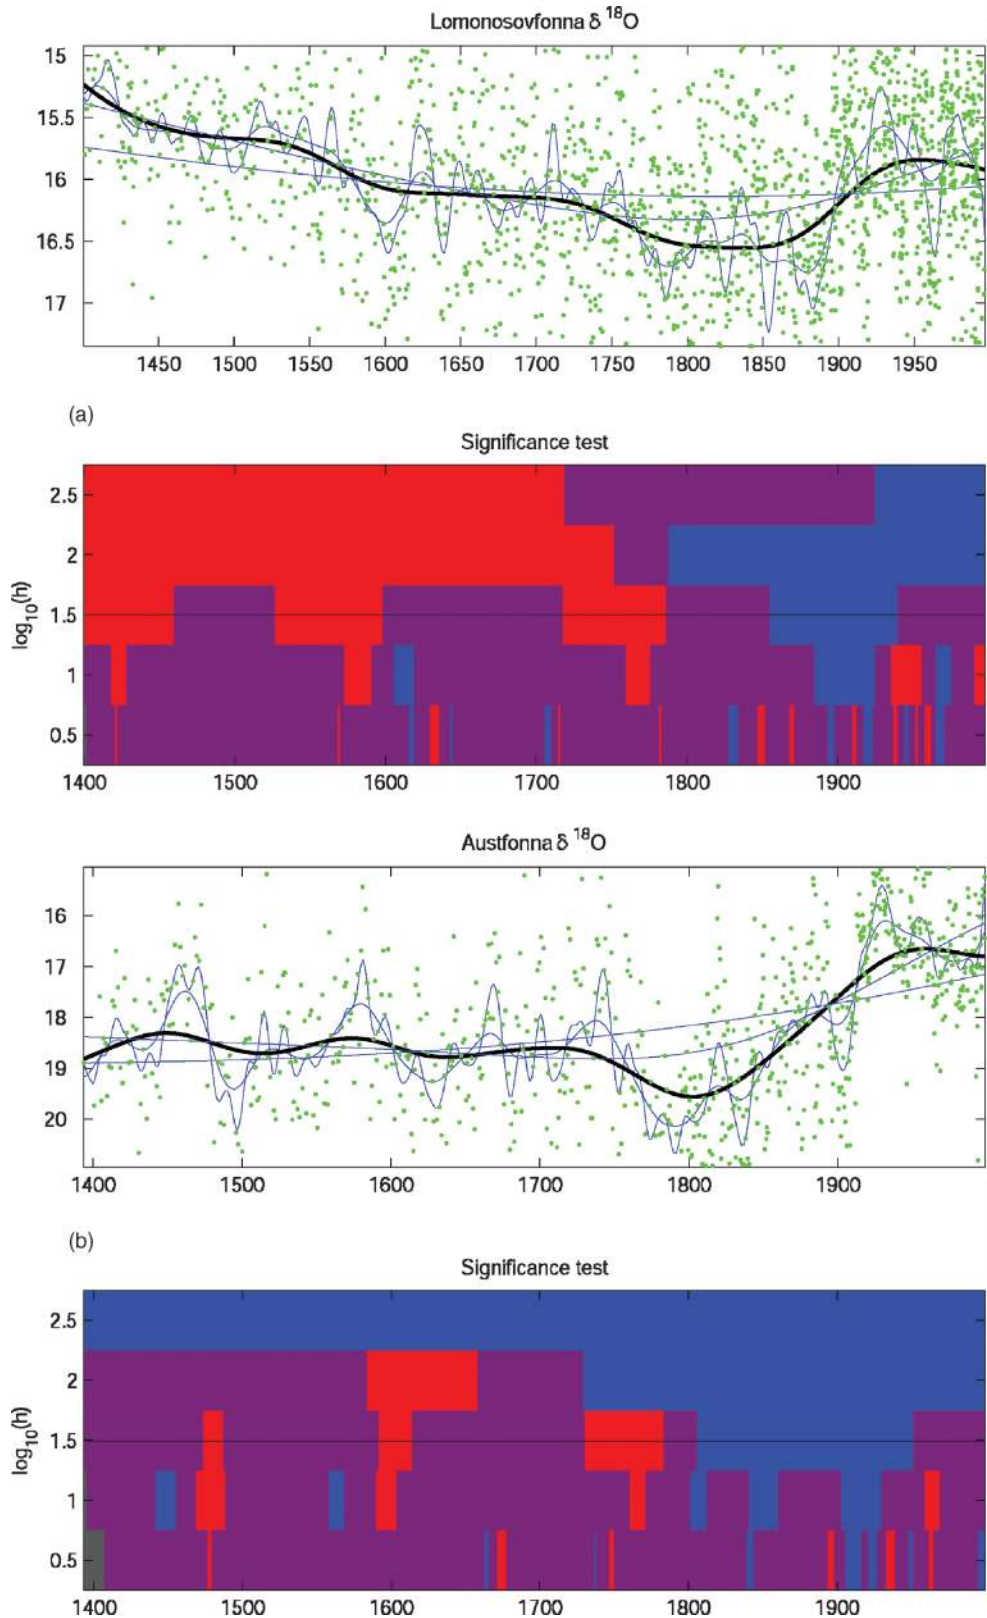 Lomonosovfonna δ ¹⁸O
15
15.5
16
16.5
17
1450 1500 1550 1600 1650 1700 1750 1800 1850 1900 1950
(a)
Significance test
2.5
2
1.5
1
0.5
log₁₀(h)
1400 1500 1600 1700 1800 1900
Austfonna δ ¹⁸O
16
17
18
19
20
1400 1500 1600 1700 1800 1900
(b)
Significance test
2.5
2
1.5
1
0.5
log₁₀(h)
1400 1500 1600 1700 1800 1900